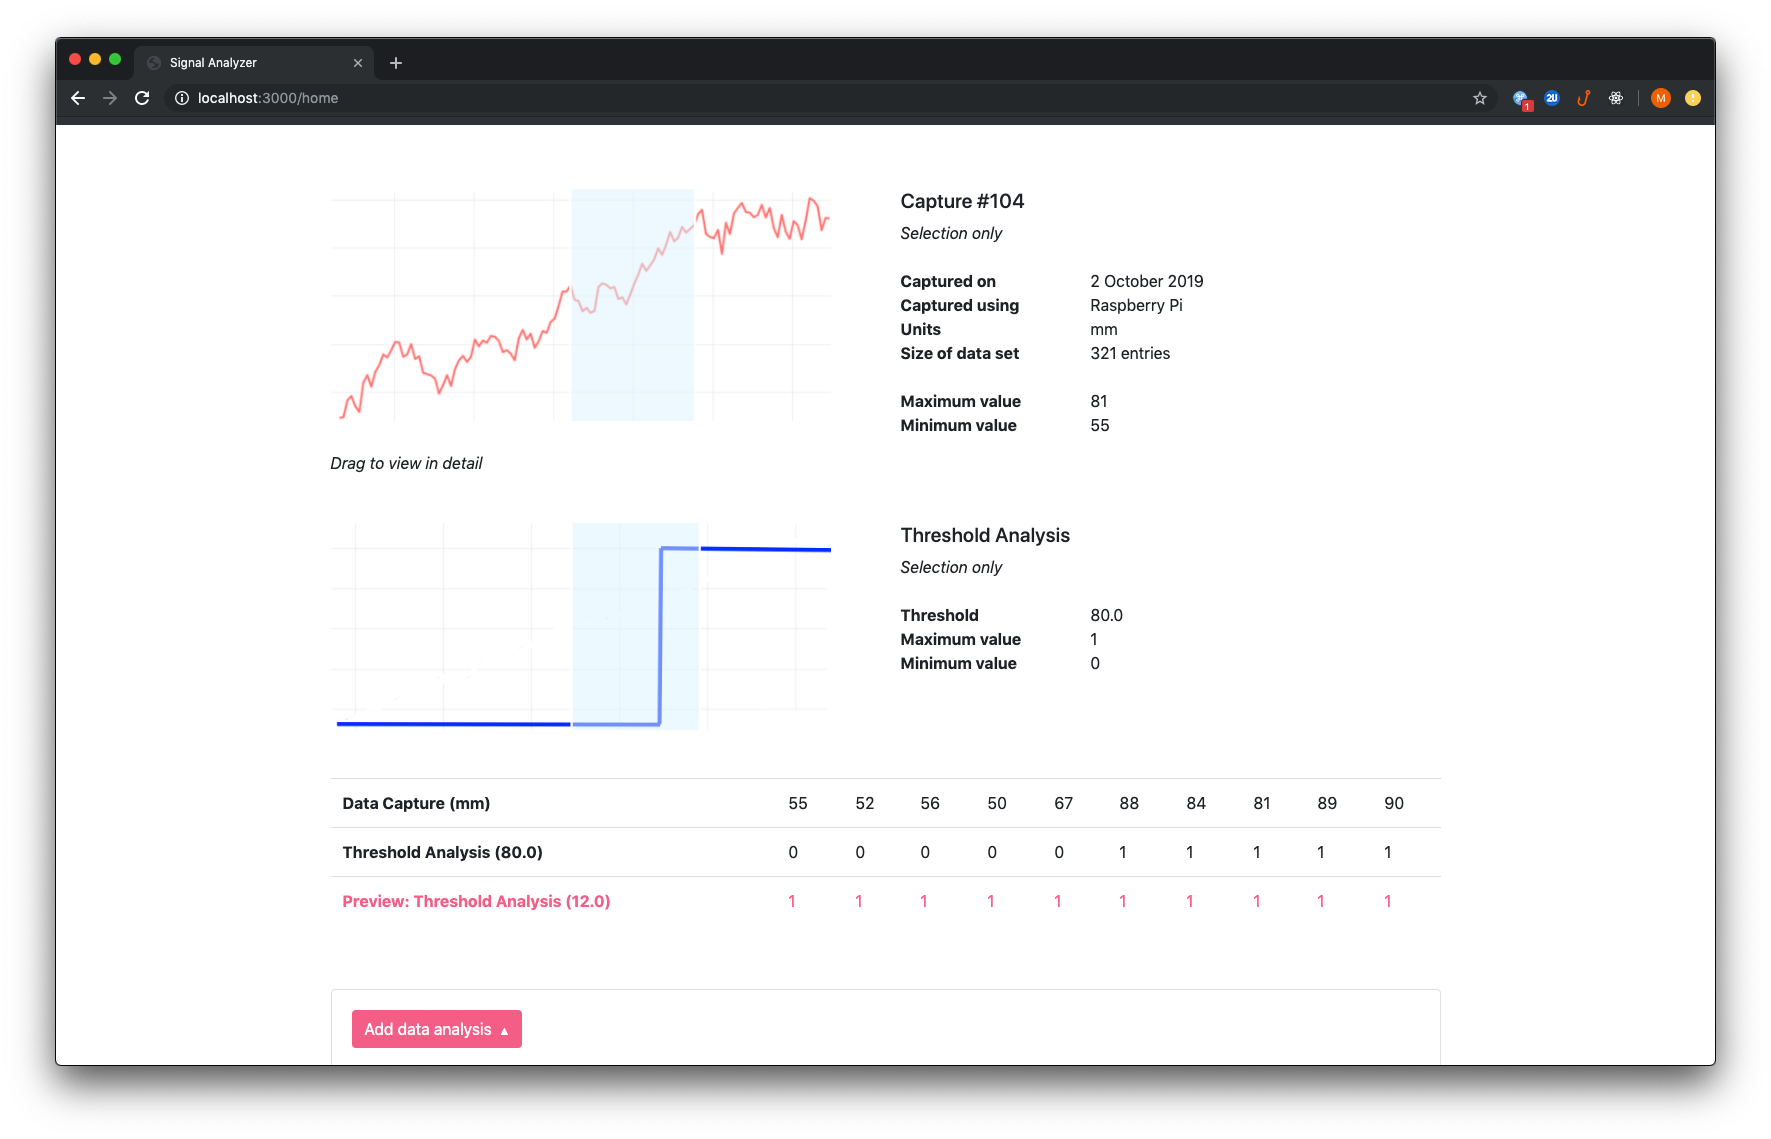 Signal Analyzer
localhost:3000/home
1
2U
M
Capture #104
Selection only
Captured on 2 October 2019
Captured using Raspberry Pi
Units mm
Size of data set 321 entries
Maximum value 81
Minimum value 55
Drag to view in detail
Threshold Analysis
Selection only
Threshold 80.0
Maximum value 1
Minimum value 0
Data Capture (mm) 55 52 56 50 67 88 84 81 89 90
Threshold Analysis (80.0) 0 0 0 0 0 1 1 1 1 1
Preview: Threshold Analysis (12.0) 1 1 1 1 1 1 1 1 1 1
Add data analysis ▲